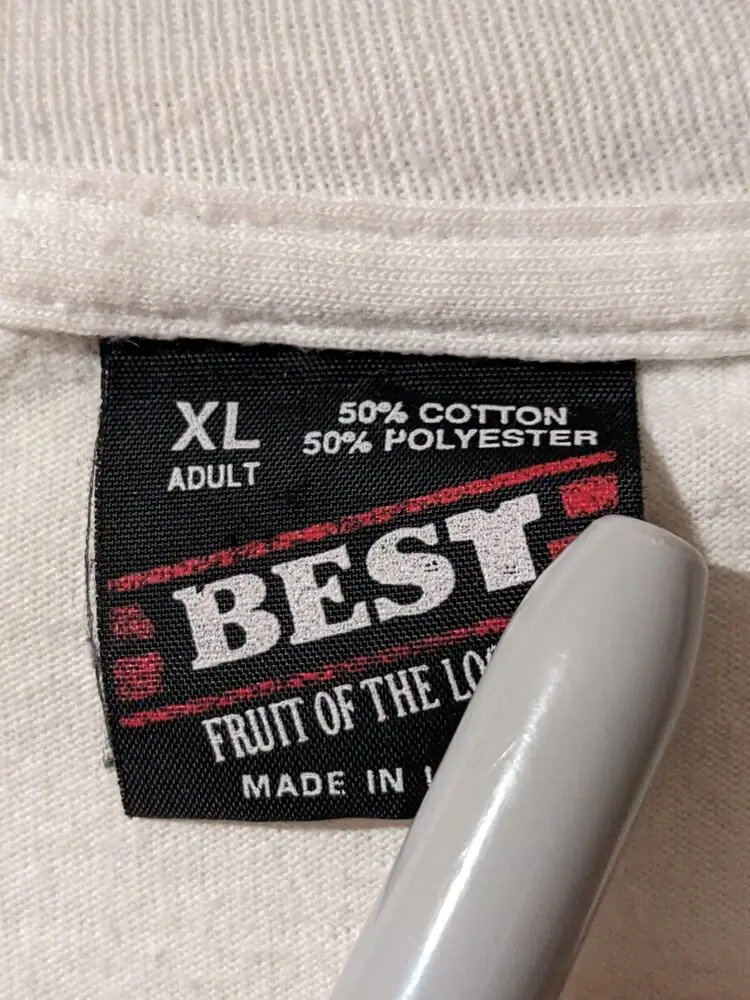 XL
ADULT
50% COTTON
50% POLYESTER
BEST
FRUIT OF THE
MADE IN